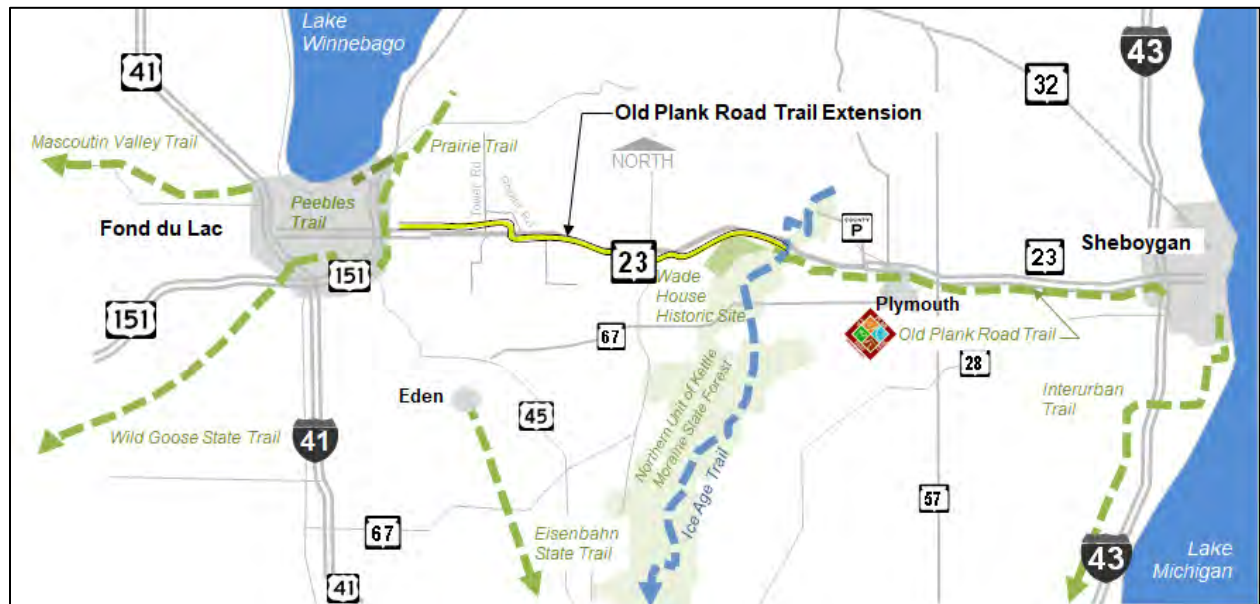 Lake
Winnebago
41
43
32
Old Plank Road Trail Extension
Mascoutin Valley Trail
Prairie Trail
NORTH
Tower Rd
Peebles
Trail
COUNTY
P
Fond du Lac
Sheboygan
23
23
151
Wade
House
Historic Site
Plymouth
151
67
Old Plank Road Trail
28
Eden
Interurban
Trail
45
Wild Goose State Trail
41
Northern Unit of Kettle
Moraine State Forest
Ice Age Trail
57
67
Eisenbahn
State Trail
43
Lake
Michigan
41